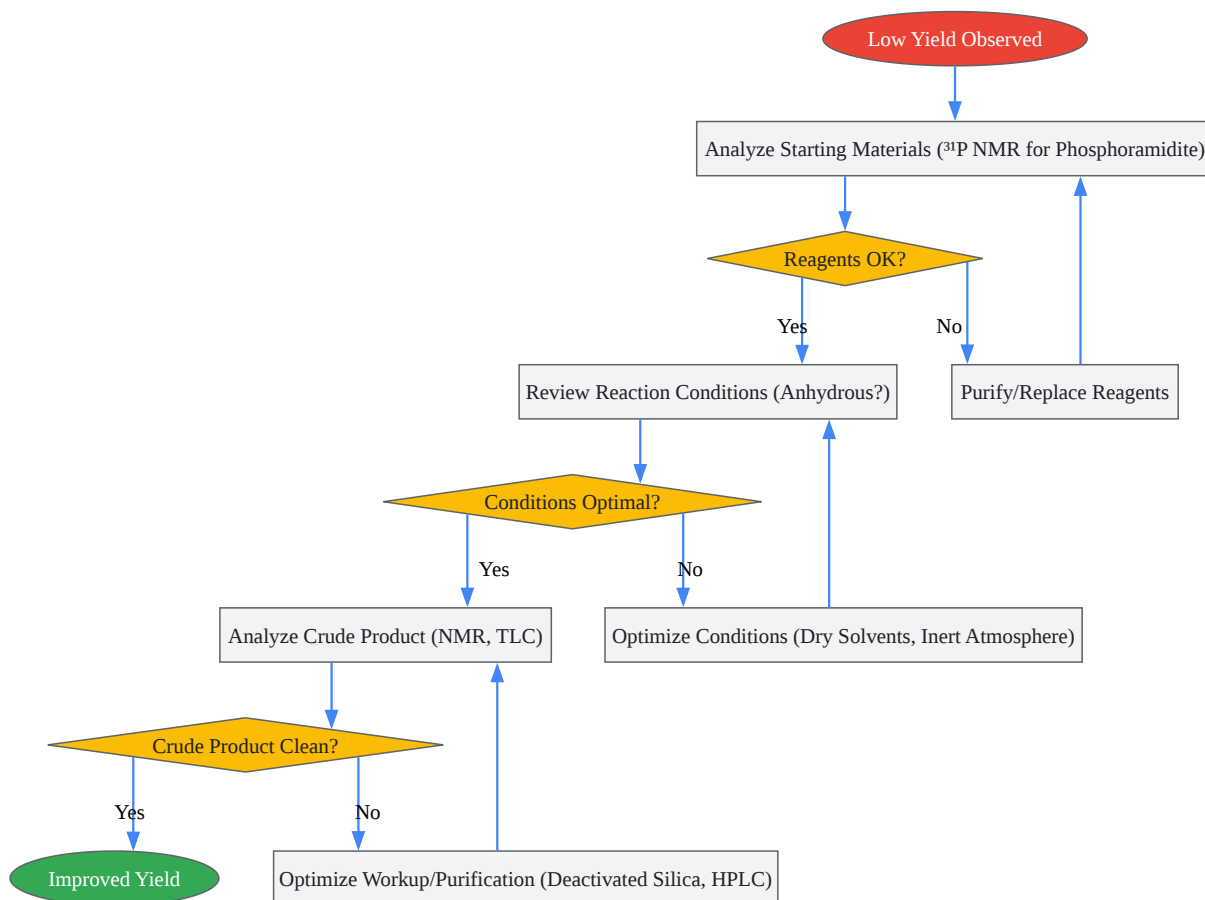 Low Yield Observed
Analyze Starting Materials (³¹P NMR for Phosphoramidite)
Reagents OK?
Yes
No
Review Reaction Conditions (Anhydrous?)
Purify/Replace Reagents
Conditions Optimal?
Yes
No
Analyze Crude Product (NMR, TLC)
Optimize Conditions (Dry Solvents, Inert Atmosphere)
Crude Product Clean?
Yes
No
Improved Yield
Optimize Workup/Purification (Deactivated Silica, HPLC)